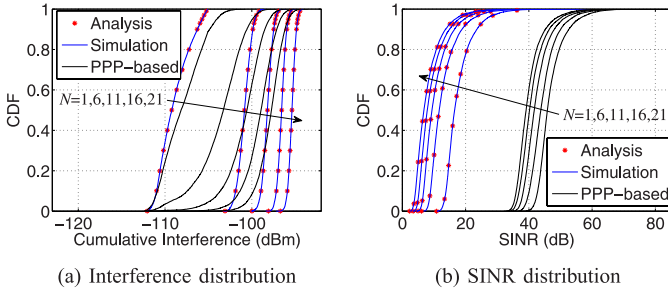 1
0.8
0.6
0.4
0.2
0
CDF
Analysis
Simulation
PPP-based
N=1,6,11,16,21
−120
−110
−100
Cumulative Interference (dBm)
(a) Interference distribution
1
0.8
0.6
0.4
0.2
0
CDF
N=1,6,11,16,21
Analysis
Simulation
PPP-based
0
20
40
60
80
SINR (dB)
(b) SINR distribution